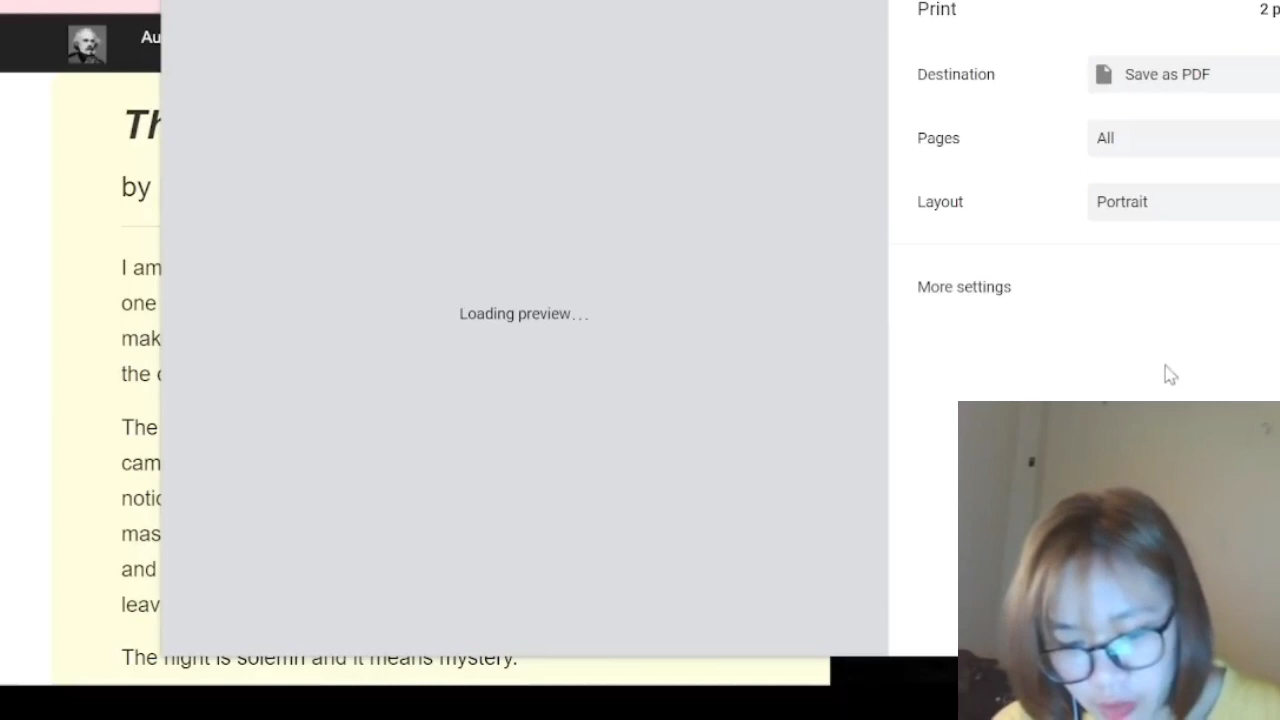 Print
2 p
Au
Destination
Save as PDF
Th
Pages
All
by
Layout
Portrait
I am
one
More settings
Loading preview...
mak
the
The
cam
notic
mas
and
leav
The night is solemn and it means mystery.